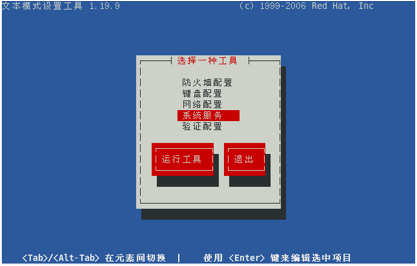 文本模式设置工具 1.19.9 (c) 1999-2006 Red Hat, Inc
选择一种工具
防火墙配置
键盘配置
网络配置
系统服务
验证配置
运行工具 退出
<Tab>/<Alt-Tab> 在元素间切换 | 使用 <Enter> 键来编辑选中项目